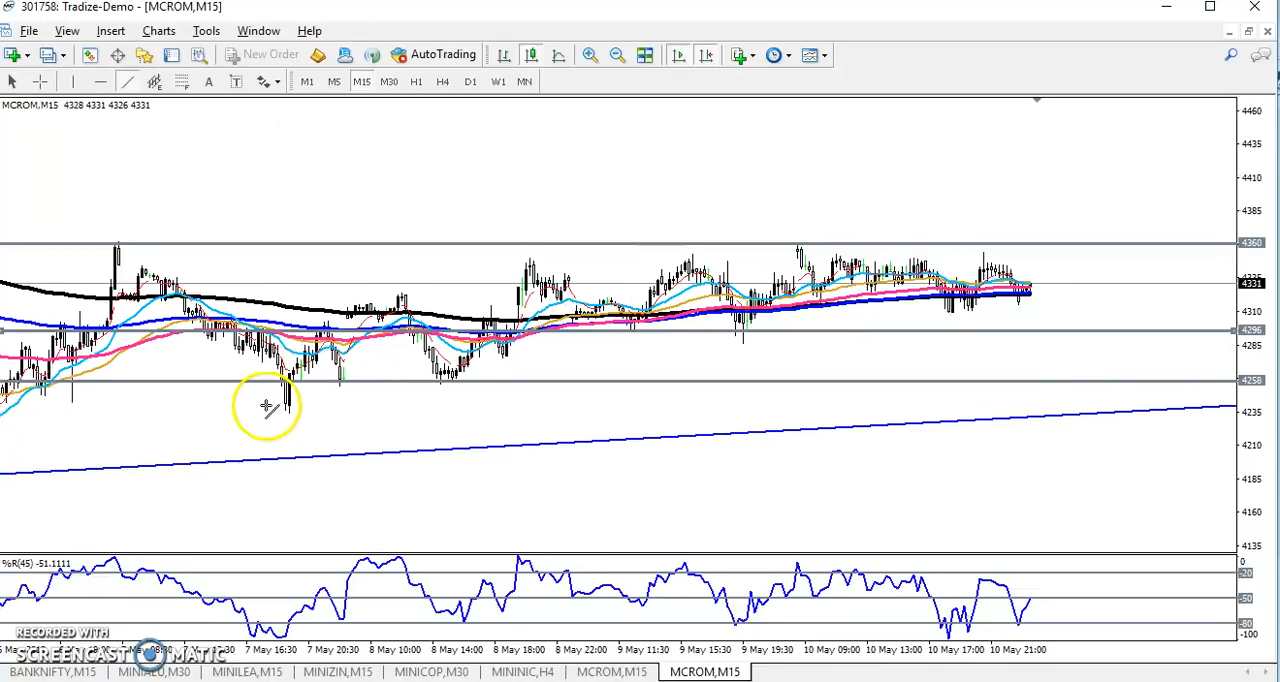 301758: Tradize-Demo - [MCROM,M15]
File View Insert Charts Tools Window Help
New Order AutoTrading
A T M1 M5 M15 M30 H1 H4 D1 W1 MN
MCROM,M15 4328 4331 4326 4331
4460
4435
4410
4385
4360
4335
4331
4310
4296
4285
4258
4235
4210
4185
4160
4135
%R(45) -51.1111
0
-20
-50
-80
-100
7 May 16:30 7 May 20:30 8 May 10:00 8 May 14:00 8 May 18:00 8 May 22:00 9 May 11:30 9 May 15:30 9 May 19:30 10 May 09:00 10 May 13:00 10 May 17:00 10 May 21:00
RECORDED WITH
SCREENCAST MATIC
BANKNIFTY,M15 MINIALU,M30 MINILEA,M15 MINIZIN,M15 MINICOP,M30 MININIC,H4 MCROM,M15 MCROM,M15